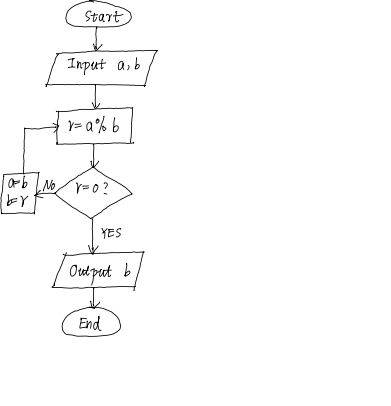 Start
Input a,b
r=a%b
r=0?
No
a=b
b=r
YES
Output b
End